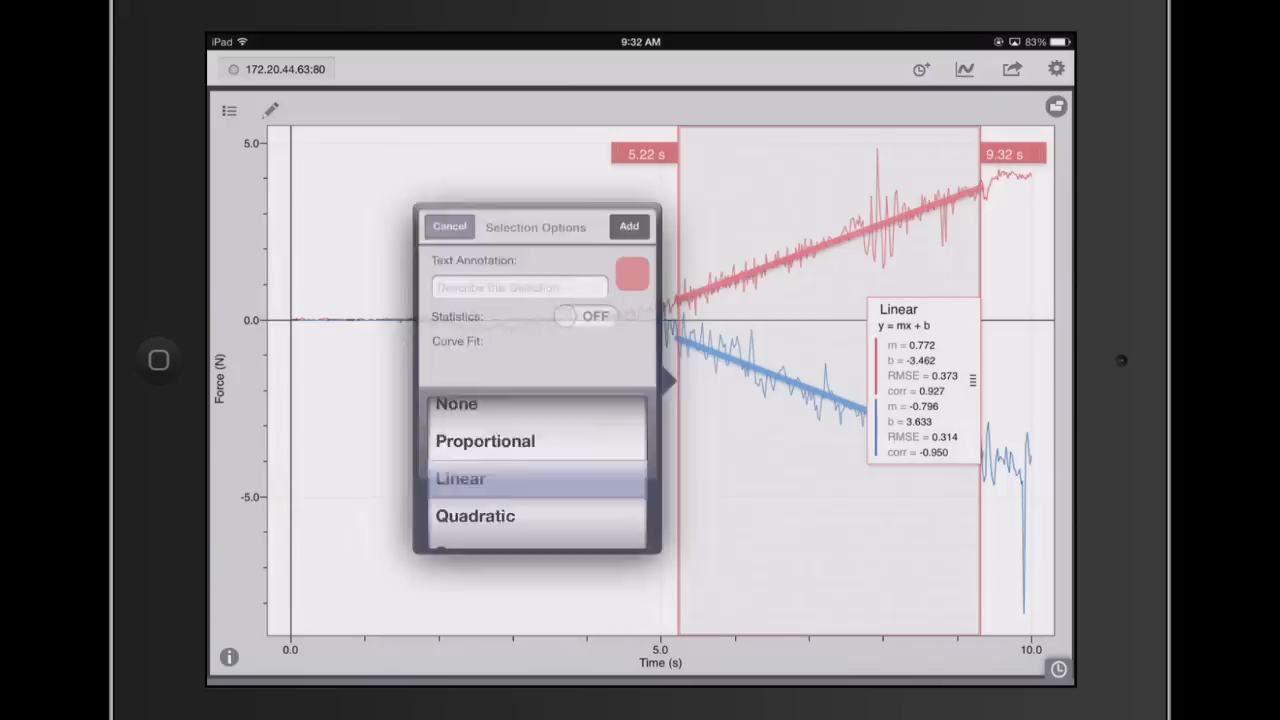 iPad
9:32 AM
83%
172.20.44.63:80
5.0
5.22 s
9.32 s
Cancel
Selection Options
Add
Text Annotation:
Describe this Selection
Statistics:
OFF
Curve Fit:
None
Proportional
Linear
Quadratic
0.0
-5.0
Force (N)
Linear
y = mx + b
m = 0.772
b = -3.462
RMSE = 0.373
corr = 0.927
m = -0.796
b = 3.633
RMSE = 0.314
corr = -0.950
0.0
5.0
10.0
Time (s)